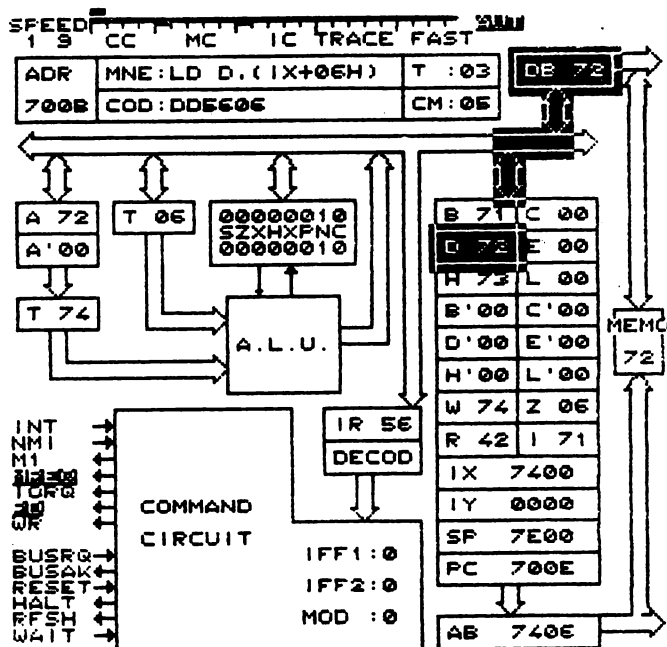 SPEED
1 9 CC MC IC TRACE FAST
ADR MNE:LD D.(IX+06H) T :03
700B COD:DD5606 CM:05
DB 72
A 72
A'00
T 06
00000010
SZXHXPNC
00000010
T 74
A.L.U.
B 71 C 00
D 72 E 00
H 73 L 00
B'00 C'00
D'00 E'00
H'00 L'00
W 74 Z 06
R 42 I 71
IX 7400
IY 0000
SP 7E00
PC 700E
AB 7406
MEMO
72
IR 56
DECOD
INT
NMI
M1
WR
BUSRQ
BUSAK
RESET
HALT
RFSH
WAIT
COMMAND
CIRCUIT
IFF1:0
IFF2:0
MOD :0